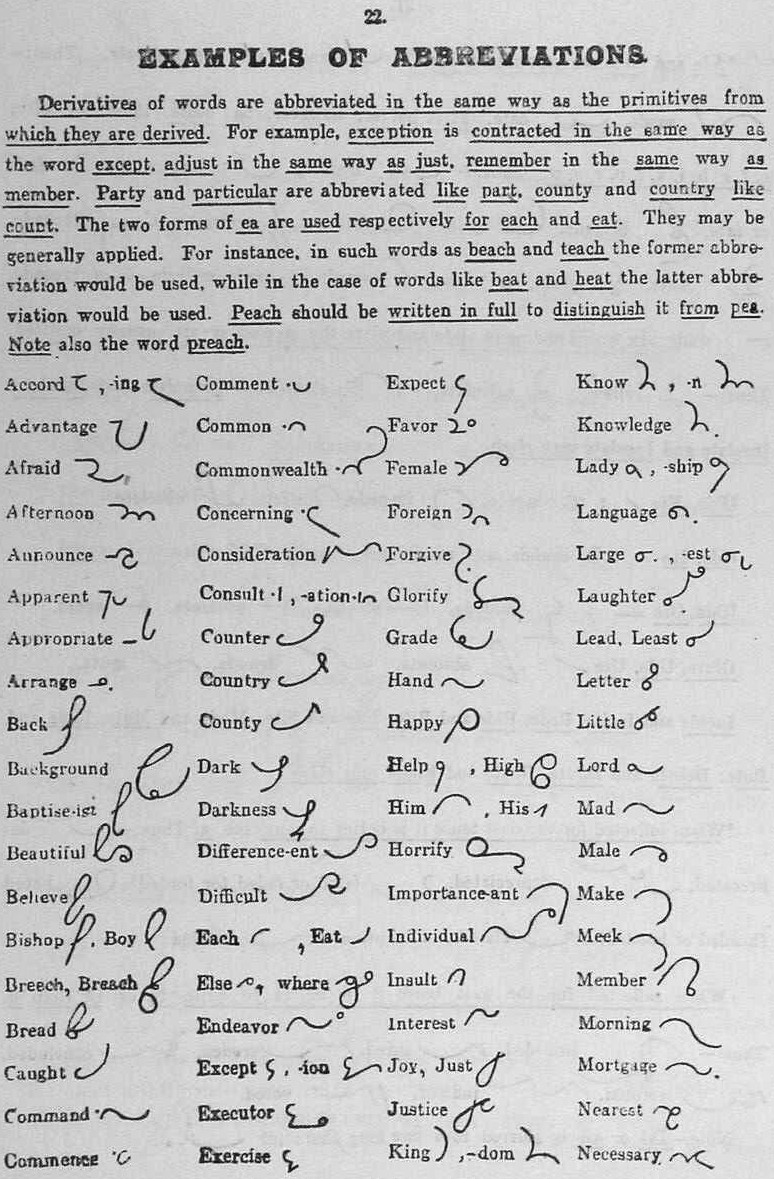 22.
EXAMPLES OF ABBREVIATIONS.
Derivatives of words are abbreviated in the same way as the primitives from
which they are derived. For example, exception is contracted in the same way as
the word except, adjust in the same way as just, remember in the same way as
member. Party and particular are abbreviated like part, county and country like
count. The two forms of ea are used respectively for each and eat. They may be
generally applied. For instance, in such words as beach and teach the former abbre-
viation would be used, while in the case of words like beat and heat the latter abbre-
viation would be used. Peach should be written in full to distinguish it from pea.
Note also the word preach.
Accord , -ing Comment Expect Know , -n
Advantage Common Favor Knowledge
Afraid Commonwealth Female Lady , -ship
Afternoon Concerning Foreign Language
Announce Consideration Forgive Large , -est
Apparent Consult , -ation Glorify Laughter
Appropriate Counter Grade Lead, Least
Arrange Country Hand Letter
Back County Happy Little
Background Dark Help , High Lord
Baptise-ist Darkness Him , His Mad
Beautiful Difference-ent Horrify Male
Believe Difficult Importance-ant Make
Bishop , Boy Each , Eat Individual Meek
Breech, Breach Else , where Insult Member
Bread Endeavor Interest Morning
Caught Except , -ion Joy, Just Mortgage
Command Executor Justice Nearest
Commence Exercise King , -dom Necessary